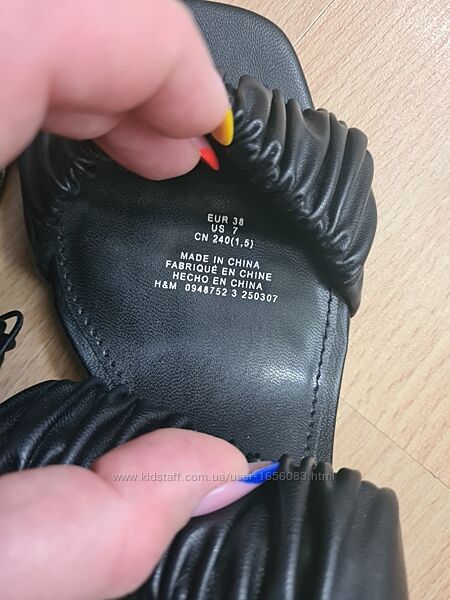 EUR 38
US 7
CN 240(1,5)
MADE IN CHINA
FABRIQUÉ EN CHINE
HECHO EN CHINA
H&M 0948752 3 250307
www.kidstaff.com.ua/user-1656083.html